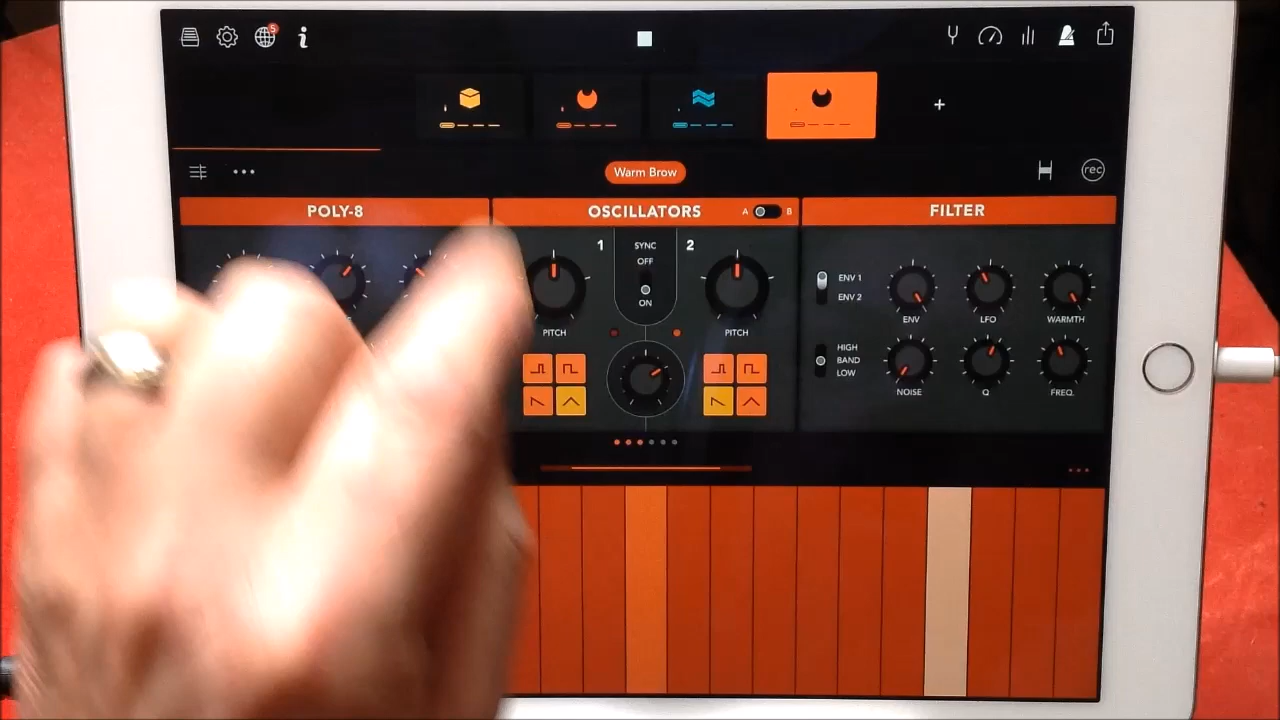 5
Warm Brow
rec
POLY-8
OSCILLATORS
A
B
FILTER
1
SYNC
2
OFF
ON
PITCH
PITCH
ENV 1
ENV 2
ENV
LFO
WARMTH
HIGH
BAND
LOW
NOISE
Q
FREQ.